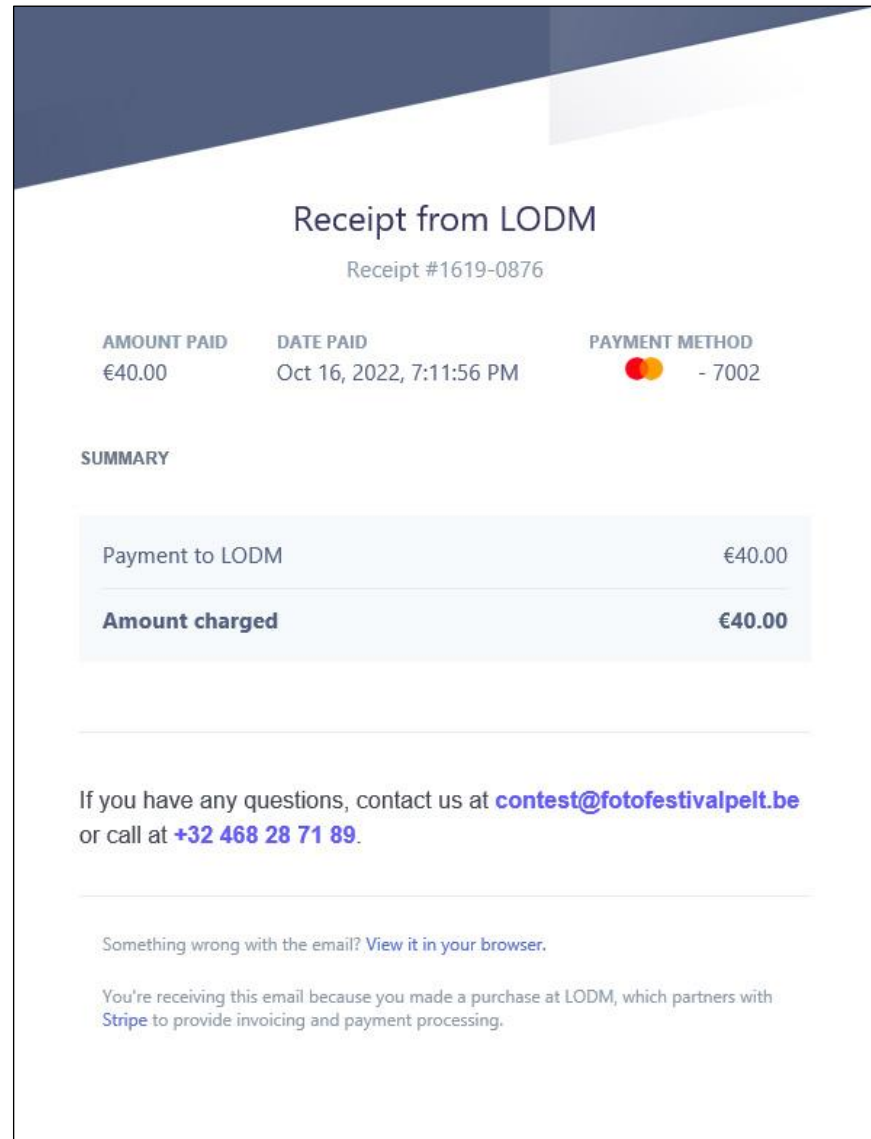 Receipt from LODM
Receipt #1619-0876
AMOUNT PAID DATE PAID PAYMENT METHOD
€40.00 Oct 16, 2022, 7:11:56 PM - 7002
SUMMARY
Payment to LODM €40.00
Amount charged €40.00
If you have any questions, contact us at contest@fotofestivalpelt.be
or call at +32 468 28 71 89.
Something wrong with the email? View it in your browser.
You're receiving this email because you made a purchase at LODM, which partners with
Stripe to provide invoicing and payment processing.